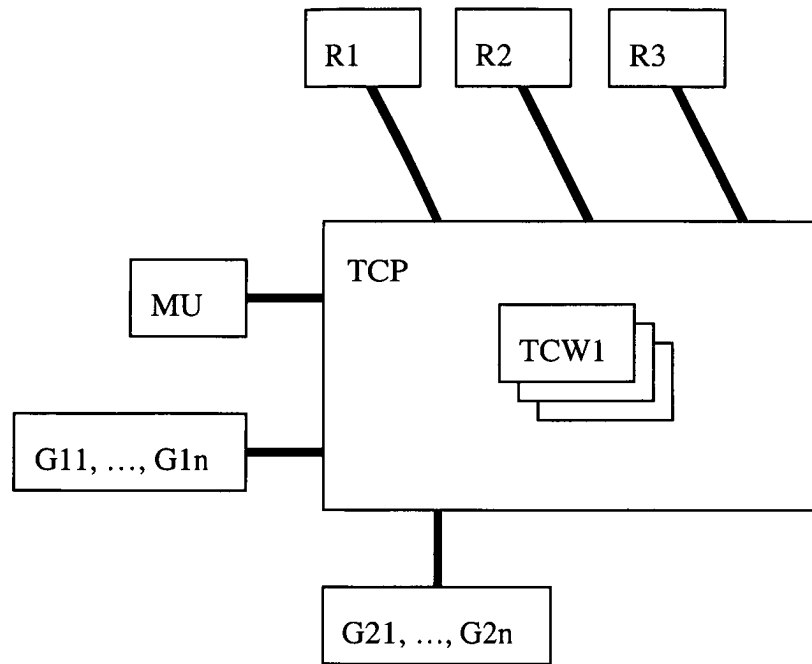 R1
R2
R3
TCP
MU
TCW1
G11, ..., G1n
G21, ..., G2n